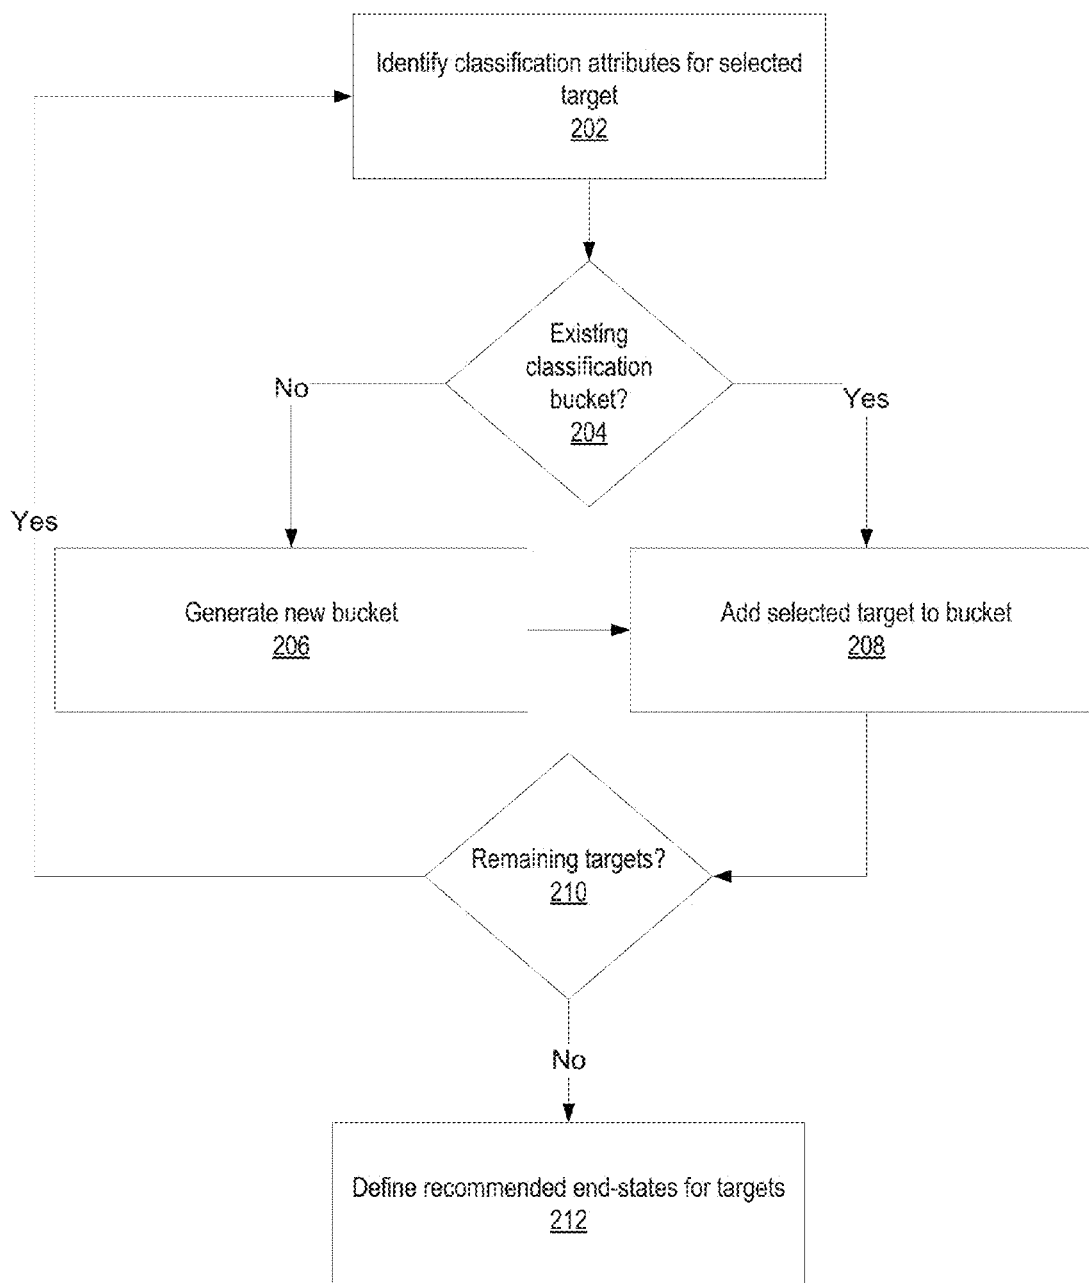 Identify classification attributes for selected
target
202
Existing
classification
bucket?
204
No
Yes
Yes
Generate new bucket
206
Add selected target to bucket
208
Remaining targets?
210
No
Define recommended end-states for targets
212